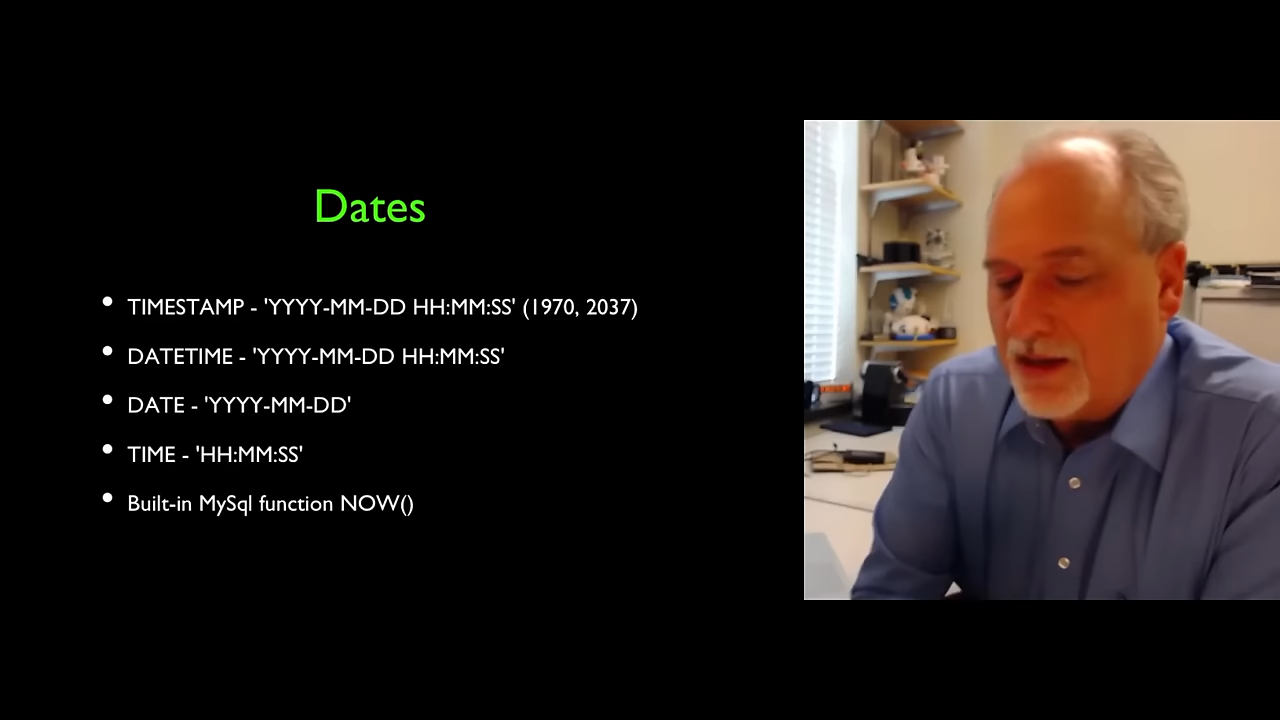 Dates
• TIMESTAMP - 'YYYY-MM-DD HH:MM:SS' (1970, 2037)
• DATETIME - 'YYYY-MM-DD HH:MM:SS'
• DATE - 'YYYY-MM-DD'
• TIME - 'HH:MM:SS'
• Built-in MySql function NOW()